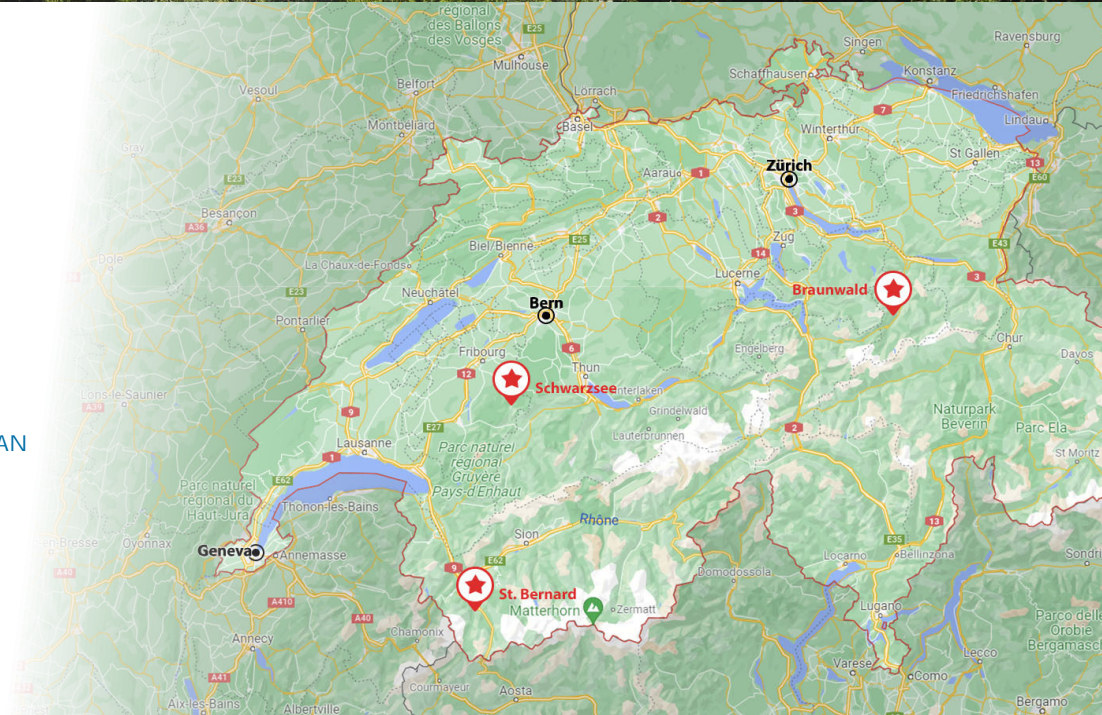 régional
des Ballons
des Vosges
E25
Mulhouse
Singen
Ravensburg
Schaffhausen
Konstanz
Vesoul
Belfort
Lorrach
Friedrichshafen
Montbéliard
Basel
7
Lindau
Winterthur
Gray
St Gallen
Zürich
13
E23
Aarau
1
E60
Besançon
2
3
A36
Zug
Biel/Bienne
E25
E43
Dole
La Chaux-de-Fonds
14
Lucerne
3
E23
Neuchâtel
Braunwald
Bern
Pontarlier
Chur
Fribourg
6
Engelberg
Davos
12
Thun
Schwarzsee
nterlaken
Lons-le-Saunier
A39
9
Grindelwald
Naturpark
Beverin
E27
2
Parc Ela
Lauterbrunnen
AN
Lausanne
Parc naturel
régional
Gruyère
Pays-d'Enhaut
1
St Moritz
E62
Parc naturel
régional du
Haut-Jura
Thonon-les-Bains
Rhône
13
Sion
E35
en-Bresse
Oyonnax
Geneva
Annemasse
E62
Locarno
Bellinzona
Sondri
A40
9
Domodossola
St. Bernard
A410
Matterhorn
Zermatt
Lugano
A40
Parco delle
Orobie
Bergamasch
Chamonix
Annecy
Lecco
Varese
A41
Como
Courmayeur
Aosta
Aix-les-Bains
Albertville
Bergamo